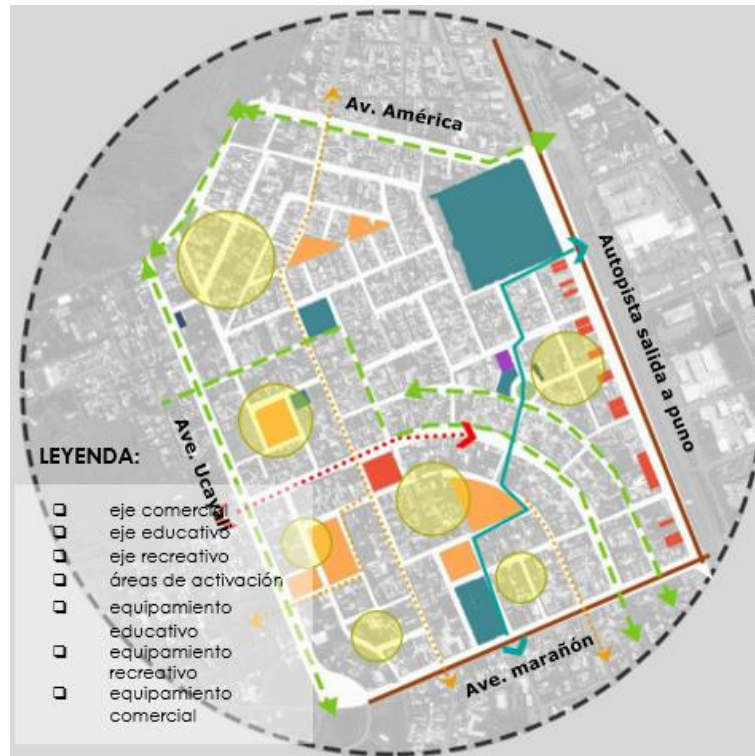 Av. América
Autopista salida a puno
Ave. Ucayali
LEYENDA:
eje comercial
eje educativo
eje recreativo
áreas de activación
equipamiento
educativo
equipamiento
recreativo
equipamiento
comercial
Ave. marañón